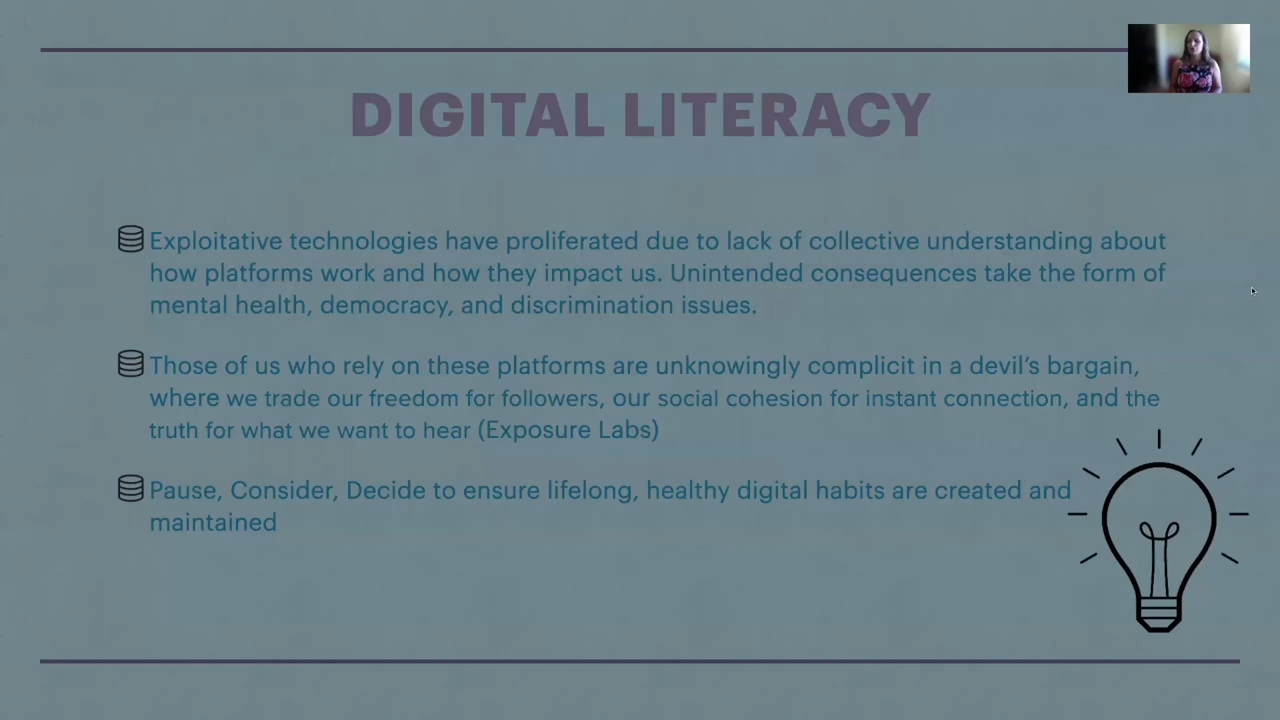 DIGITAL LITERACY
Exploitative technologies have proliferated due to lack of collective understanding about
how platforms work and how they impact us. Unintended consequences take the form of
mental health, democracy, and discrimination issues.
Those of us who rely on these platforms are unknowingly complicit in a devil’s bargain,
where we trade our freedom for followers, our social cohesion for instant connection, and the
truth for what we want to hear (Exposure Labs)
Pause, Consider, Decide to ensure lifelong, healthy digital habits are created and
maintained